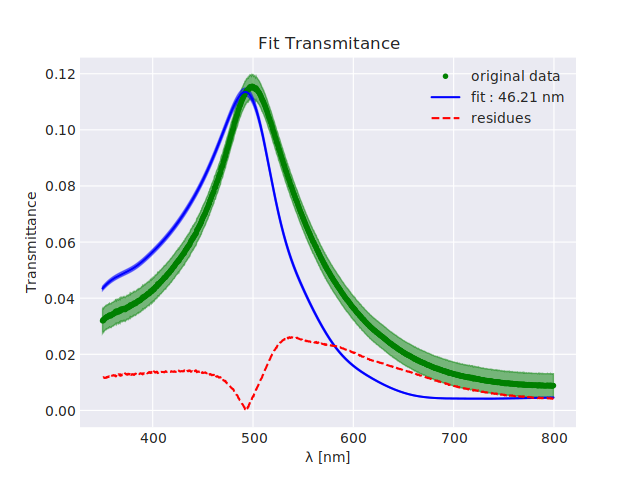 Fit Transmitance
0.12
0.10
0.08
0.06
0.04
0.02
0.00
Transmittance
original data
fit : 46.21 nm
residues
400 500 600 700 800
λ [nm]